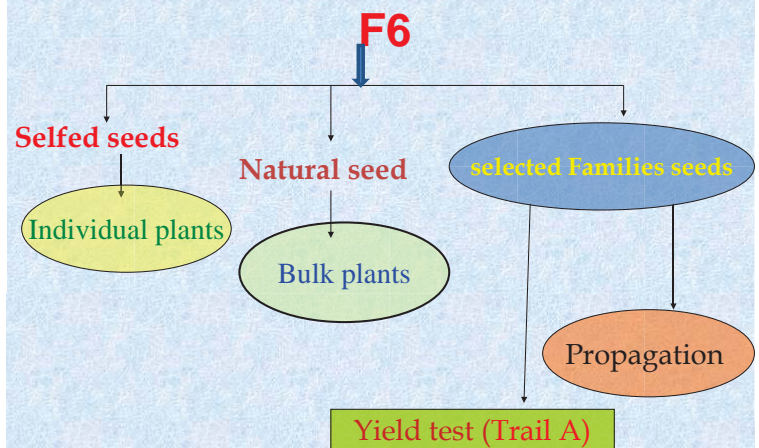 F6
Selfed seeds
Natural seed
selected Families seeds
Individual plants
Bulk plants
Propagation
Yield test (Trail A)